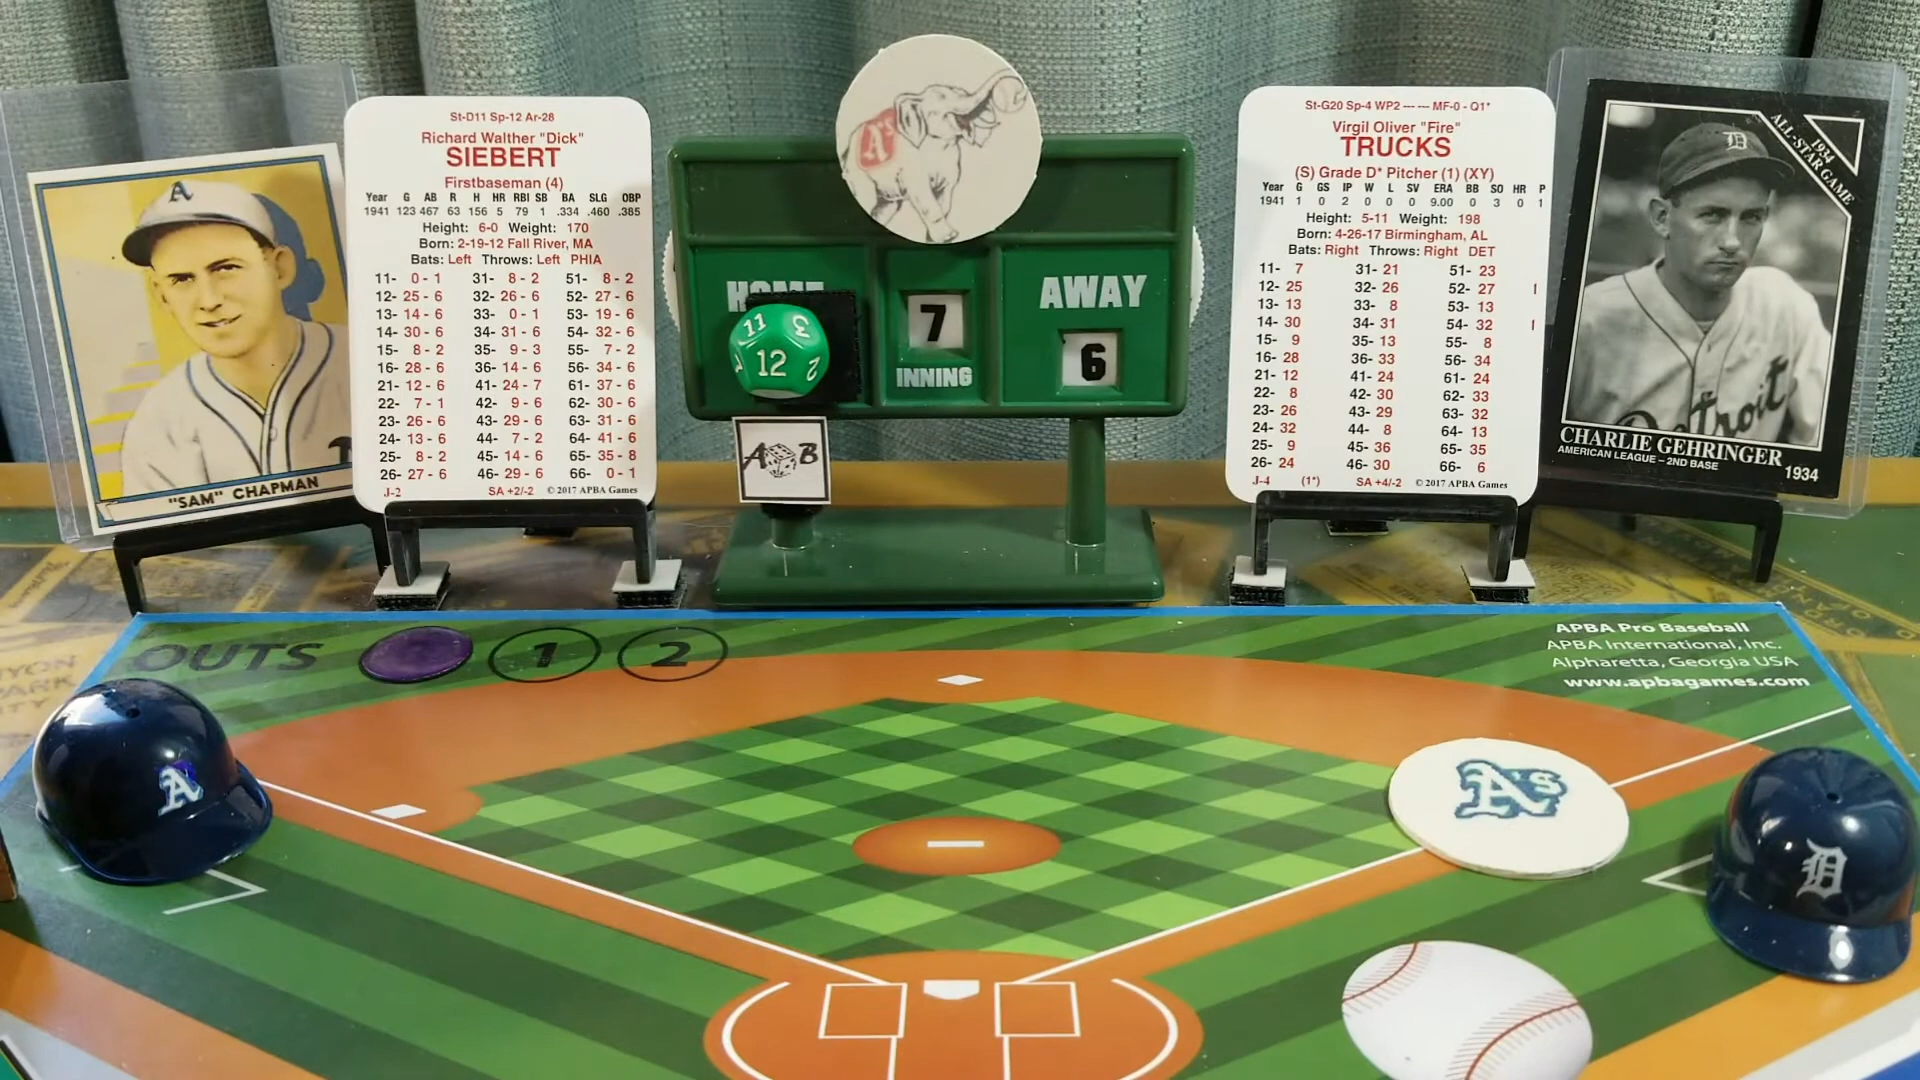 A
"SAM" CHAPMAN
St-D11 Sp-12 Ar-28
Richard Walther "Dick"
SIEBERT
Firstbaseman (4)
Year G AB R H HR RBI SB BA SLG OBP
1941 123 467 63 156 5 79 1 .334 .460 .385
Height: 6-0 Weight: 170
Born: 2-19-12 Fall River, MA
Bats: Left Throws: Left PHIA
11- 0 - 1 31- 8 - 2 51- 8 - 2
12- 25 - 6 32- 26 - 6 52- 27 - 6
13- 14 - 6 33- 0 - 1 53- 19 - 6
14- 30 - 6 34- 31 - 6 54- 32 - 6
15- 8 - 2 35- 9 - 3 55- 7 - 2
16- 28 - 6 36- 14 - 6 56- 34 - 6
21- 12 - 6 41- 24 - 7 61- 37 - 6
22- 7 - 1 42- 9 - 6 62- 30 - 6
23- 26 - 6 43- 29 - 6 63- 31 - 6
24- 13 - 6 44- 7 - 2 64- 41 - 6
25- 8 - 2 45- 14 - 6 65- 35 - 8
26- 27 - 6 46- 29 - 6 66- 0 - 1
J-2 SA +2/-2 © 2017 APBA Games
A's
HOME
11 3
12 2
7
INNING
AWAY
6
A B
St-G20 Sp-4 WP2 --- --- MF-0 - Q1*
Virgil Oliver "Fire"
TRUCKS
(S) Grade D* Pitcher (1) (XY)
Year G GS IP W L SV ERA BB SO HR P
1941 1 0 2 0 0 0 9.00 0 3 0 1
Height: 5-11 Weight: 198
Born: 4-26-17 Birmingham, AL
Bats: Right Throws: Right DET
11- 7 31- 21 51- 23
12- 25 32- 26 52- 27
13- 13 33- 8 53- 13
14- 30 34- 31 54- 32
15- 9 35- 13 55- 8
16- 28 36- 33 56- 34
21- 12 41- 24 61- 24
22- 8 42- 30 62- 33
23- 26 43- 29 63- 32
24- 32 44- 8 64- 13
25- 9 45- 36 65- 35
26- 24 46- 30 66- 6
J-4 (1*) SA +4/-2 © 2017 APBA Games
D
1934
ALL-STAR GAME
Detroit
CHARLIE GEHRINGER
AMERICAN LEAGUE – 2ND BASE 1934
OUTS 1 2
APBA Pro Baseball
APBA International, Inc.
Alpharetta, Georgia USA
www.apbagames.com
A
A's
D